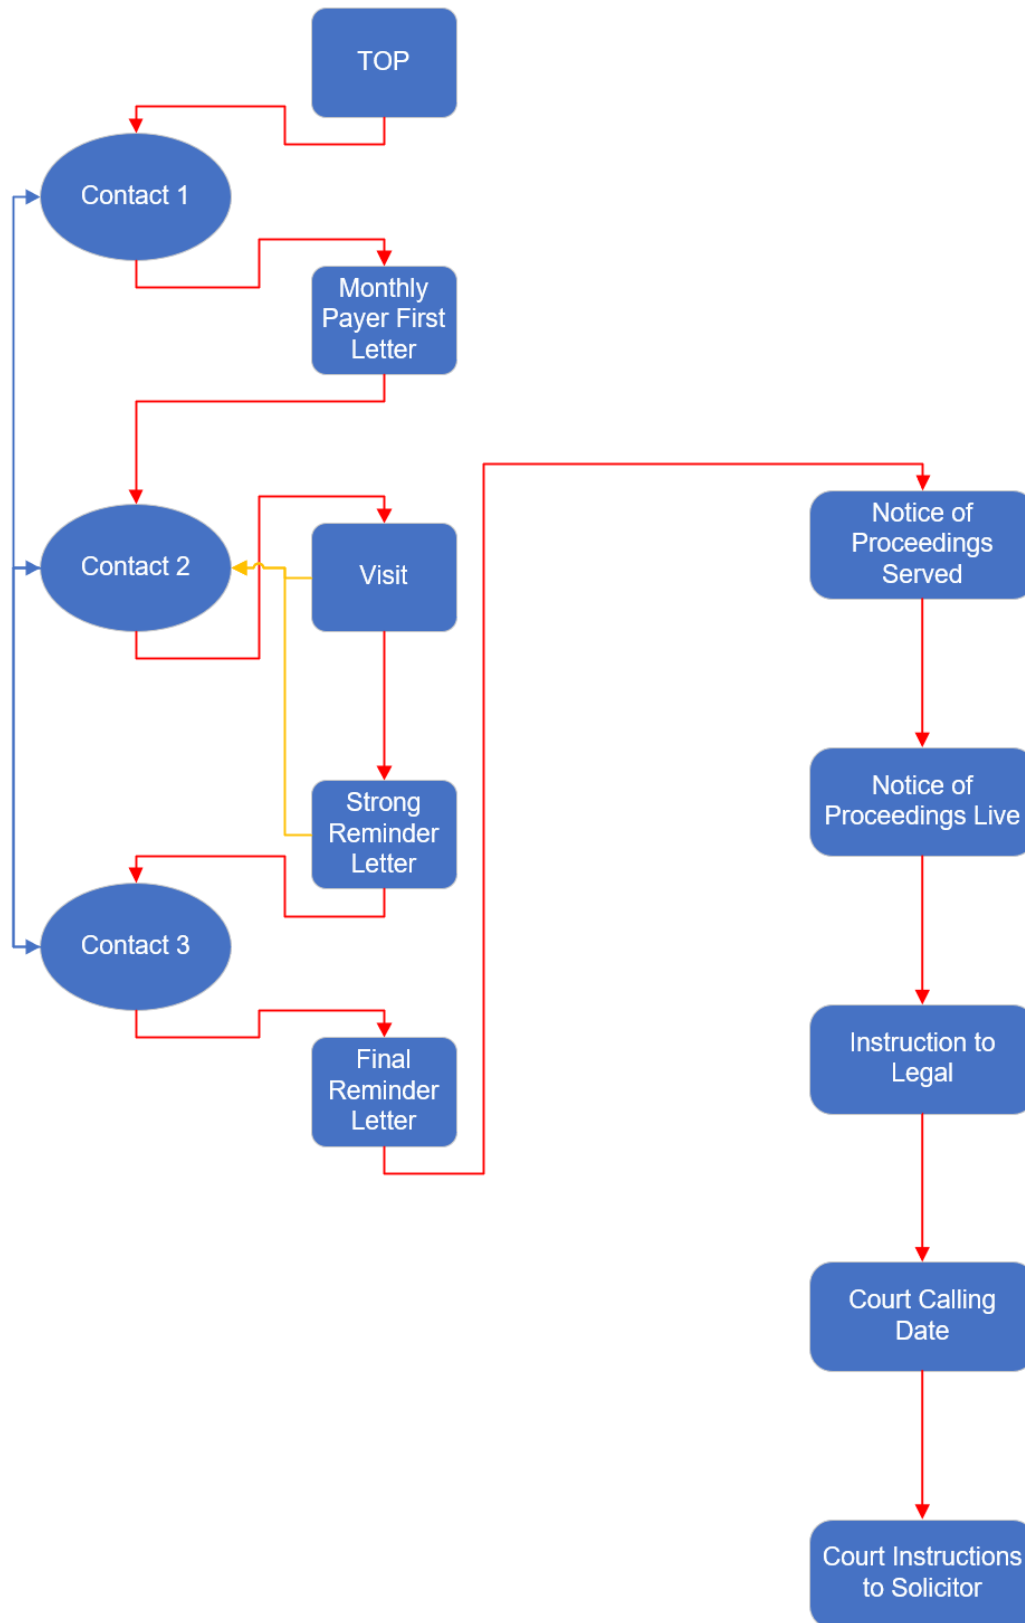 TOP
Contact 1
Monthly
Payer First
Letter
Contact 2
Visit
Strong
Reminder
Letter
Contact 3
Final
Reminder
Letter
Notice of
Proceedings
Served
Notice of
Proceedings Live
Instruction to
Legal
Court Calling
Date
Court Instructions
to Solicitor